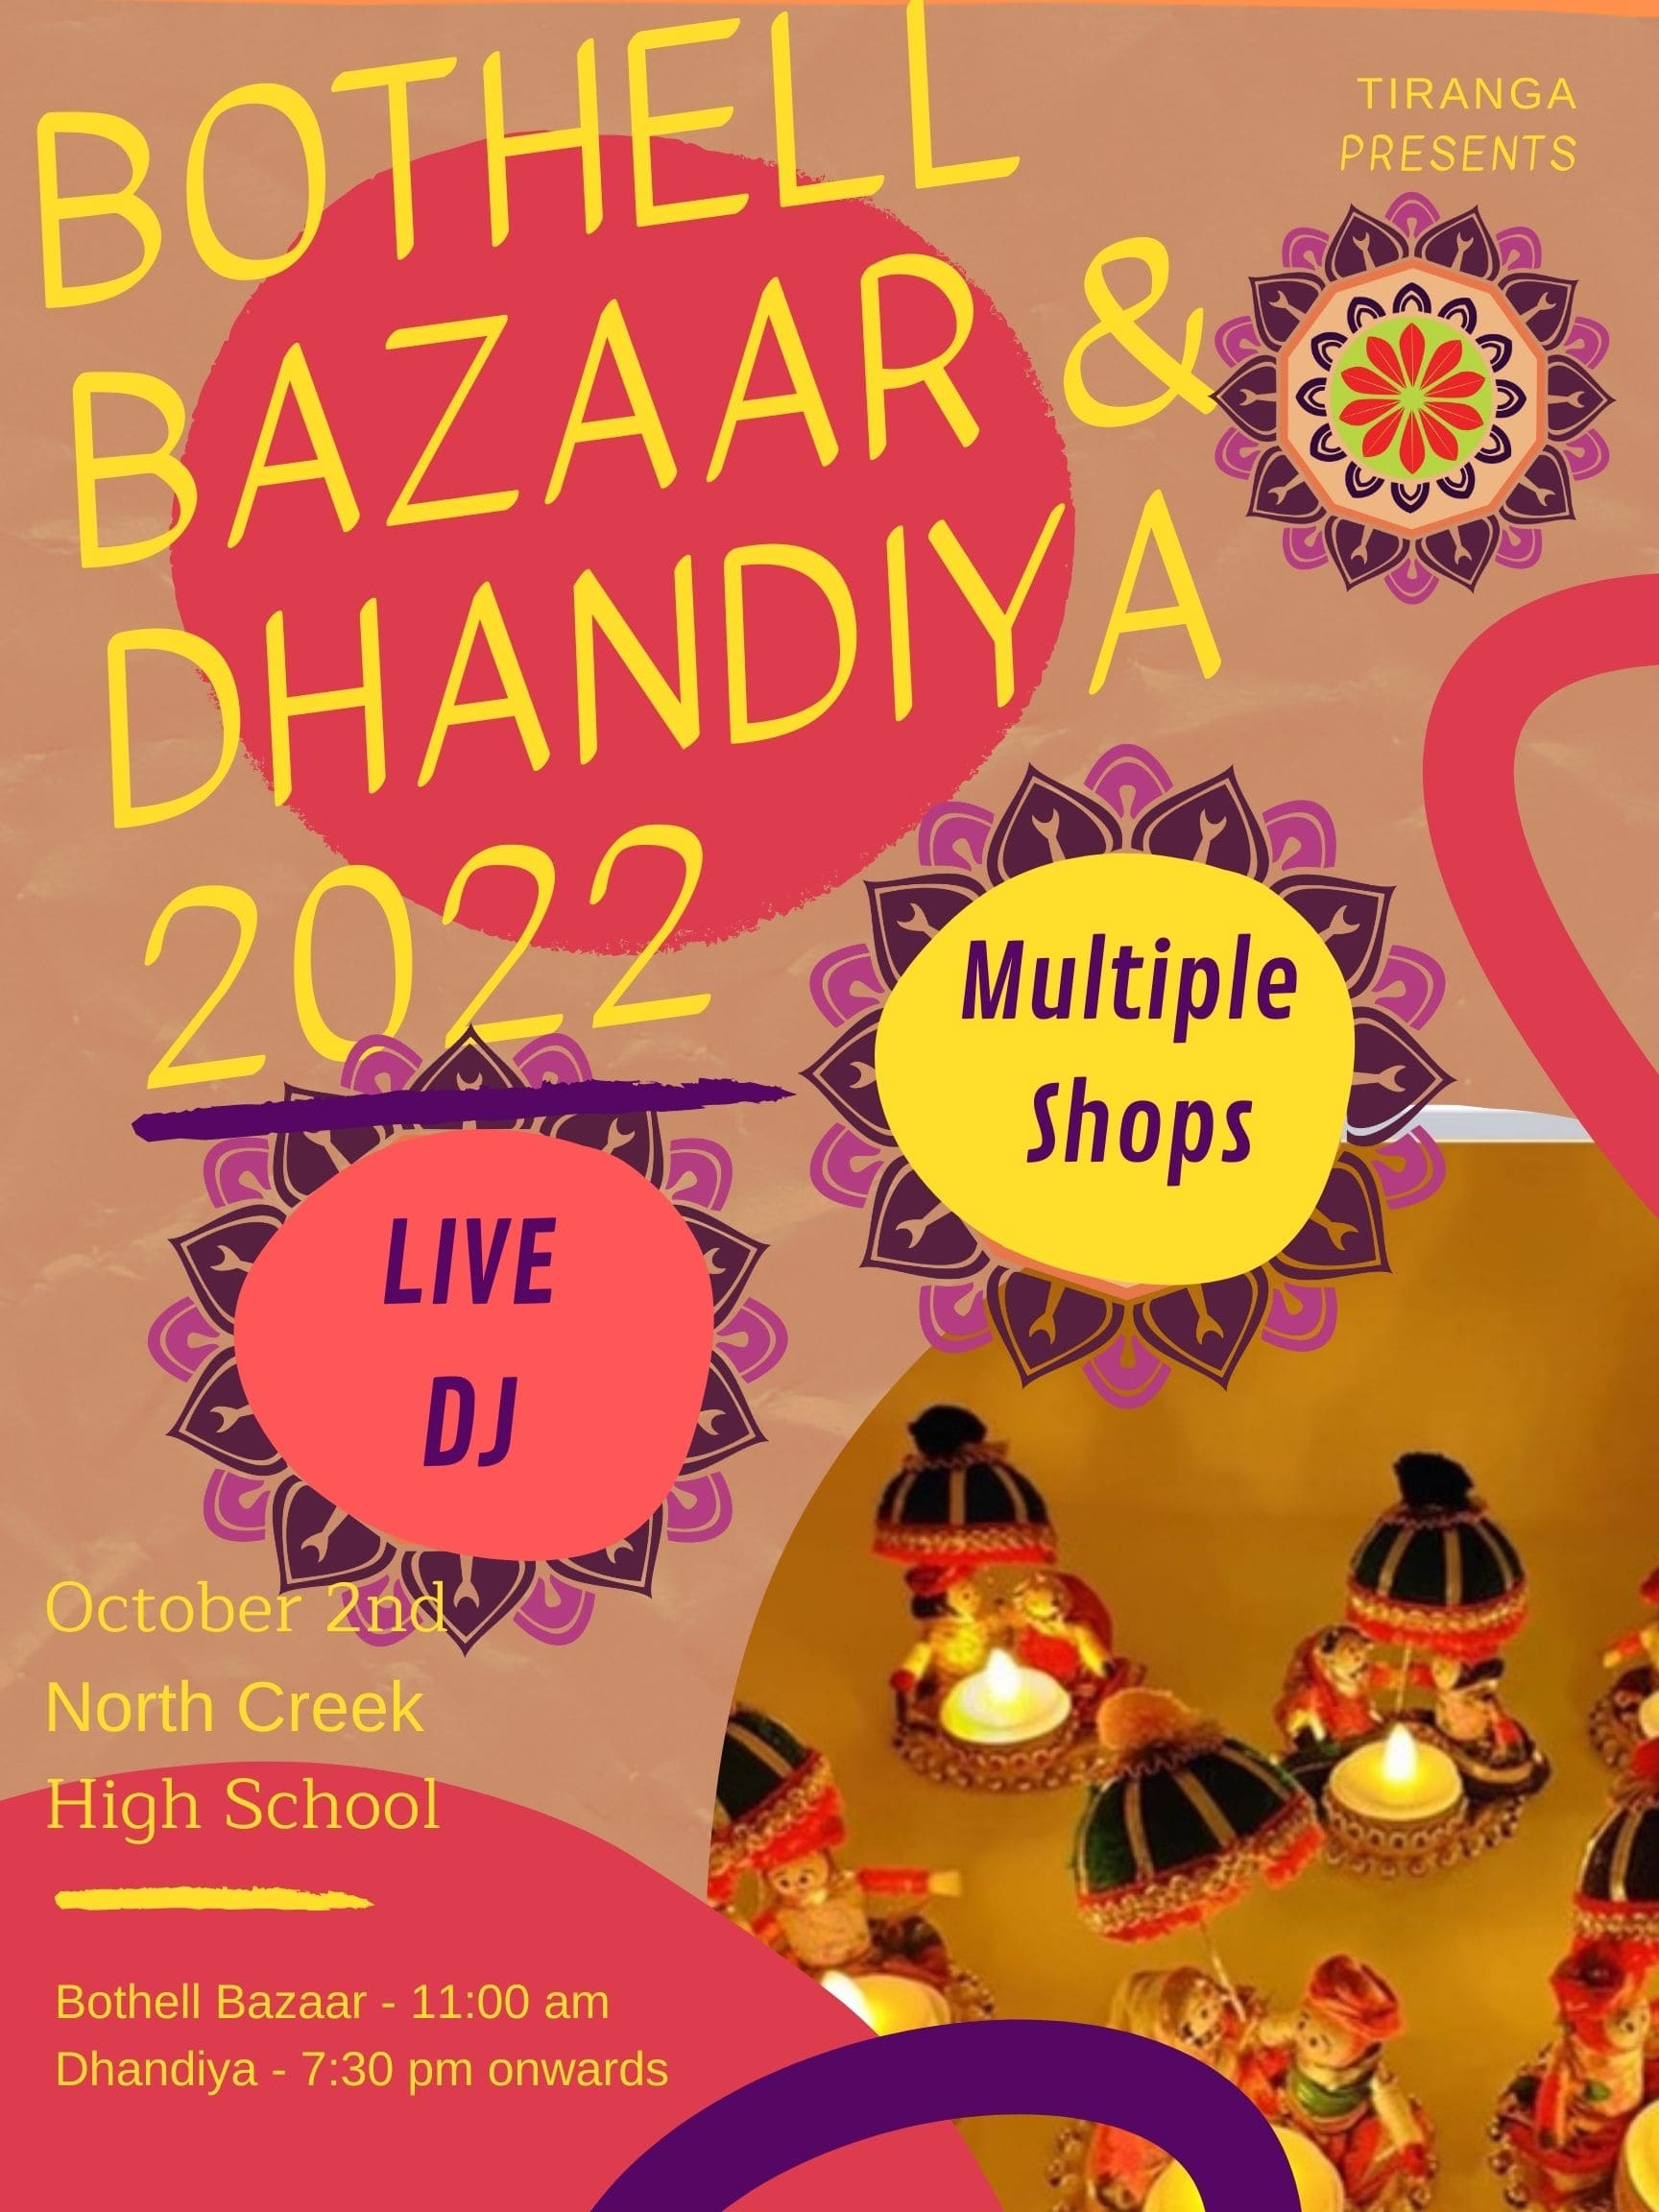 TIRANGA
PRESENTS
BOTHELL
BAZAAR &
DHANDIYA
2022
Multiple
Shops
LIVE
DJ
October 2nd
North Creek
High School
Bothell Bazaar - 11:00 am
Dhandiya - 7:30 pm onwards